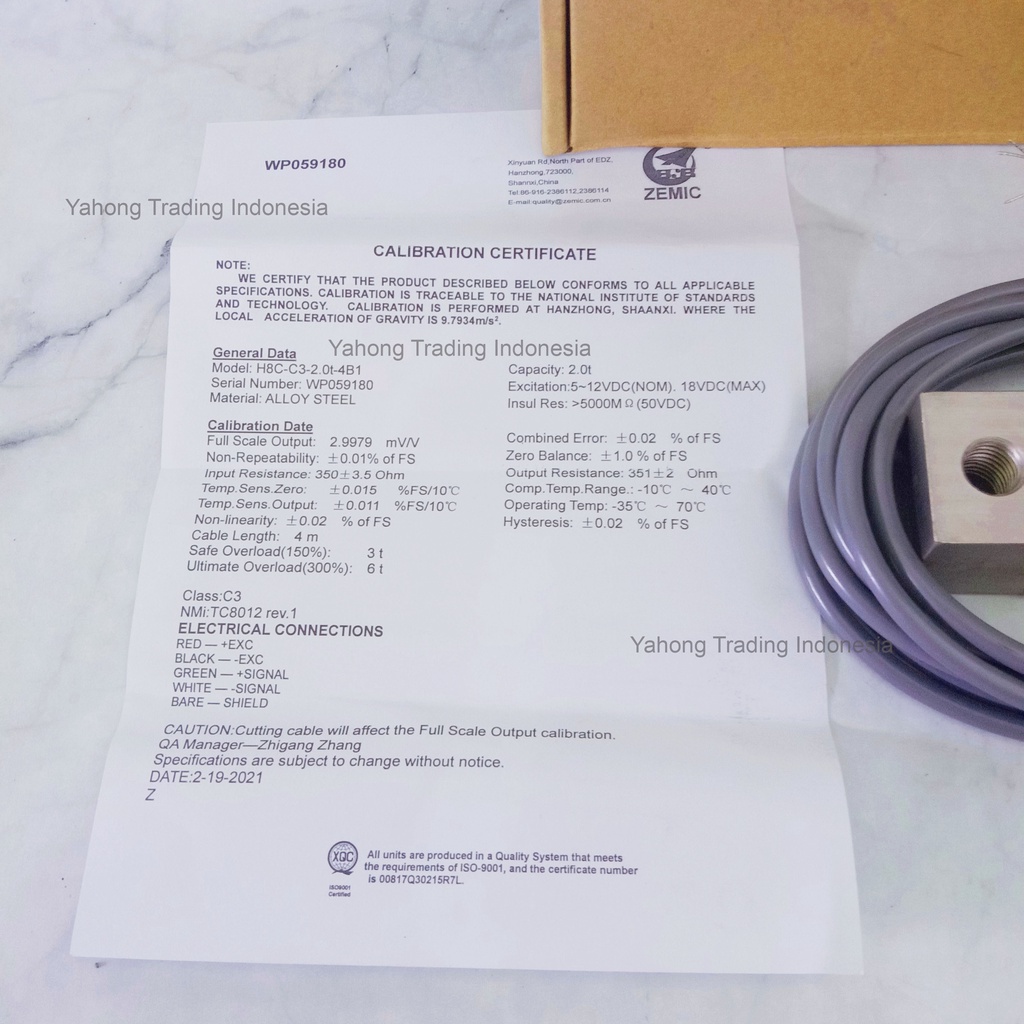 WP059180
Xinyuan Rd,North Part of EDZ,
Hanzhong,723000,
Shannxi,China
Tel:86-916-2386112,2386114
E-mail:quality@zemic.com.cn
ZEMIC
Yahong Trading Indonesia
CALIBRATION CERTIFICATE
NOTE:
WE CERTIFY THAT THE PRODUCT DESCRIBED BELOW CONFORMS TO ALL APPLICABLE
SPECIFICATIONS. CALIBRATION IS TRACEABLE TO THE NATIONAL INSTITUTE OF STANDARDS
AND TECHNOLOGY. CALIBRATION IS PERFORMED AT HANZHONG, SHAANXI. WHERE THE
LOCAL ACCELERATION OF GRAVITY IS 9.7934m/s².
Yahong Trading Indonesia
General Data
Model: H8C-C3-2.0t-4B1
Serial Number: WP059180
Material: ALLOY STEEL
Capacity: 2.0t
Excitation:5~12VDC(NOM). 18VDC(MAX)
Insul Res: >5000MΩ(50VDC)
Calibration Date
Full Scale Output: 2.9979 mV/V
Non-Repeatability: ±0.01% of FS
Input Resistance: 350±3.5 Ohm
Temp.Sens.Zero: ±0.015 %FS/10℃
Temp.Sens.Output: ±0.011 %FS/10℃
Non-linearity: ±0.02 % of FS
Cable Length: 4 m
Safe Overload(150%): 3 t
Ultimate Overload(300%): 6 t
Combined Error: ±0.02 % of FS
Zero Balance: ±1.0 % of FS
Output Resistance: 351±2 Ohm
Comp.Temp.Range.: -10℃ ~ 40℃
Operating Temp: -35℃ ~ 70℃
Hysteresis: ±0.02 % of FS
Class:C3
NMi:TC8012 rev.1
ELECTRICAL CONNECTIONS
RED — +EXC
BLACK — -EXC
GREEN — +SIGNAL
WHITE — -SIGNAL
BARE — SHIELD
Yahong Trading Indonesia
CAUTION:Cutting cable will affect the Full Scale Output calibration.
QA Manager—Zhigang Zhang
Specifications are subject to change without notice.
DATE:2-19-2021
Z
XQC
ISO9001
Certified
All units are produced in a Quality System that meets
the requirements of ISO-9001, and the certificate number
is 00817Q30215R7L.